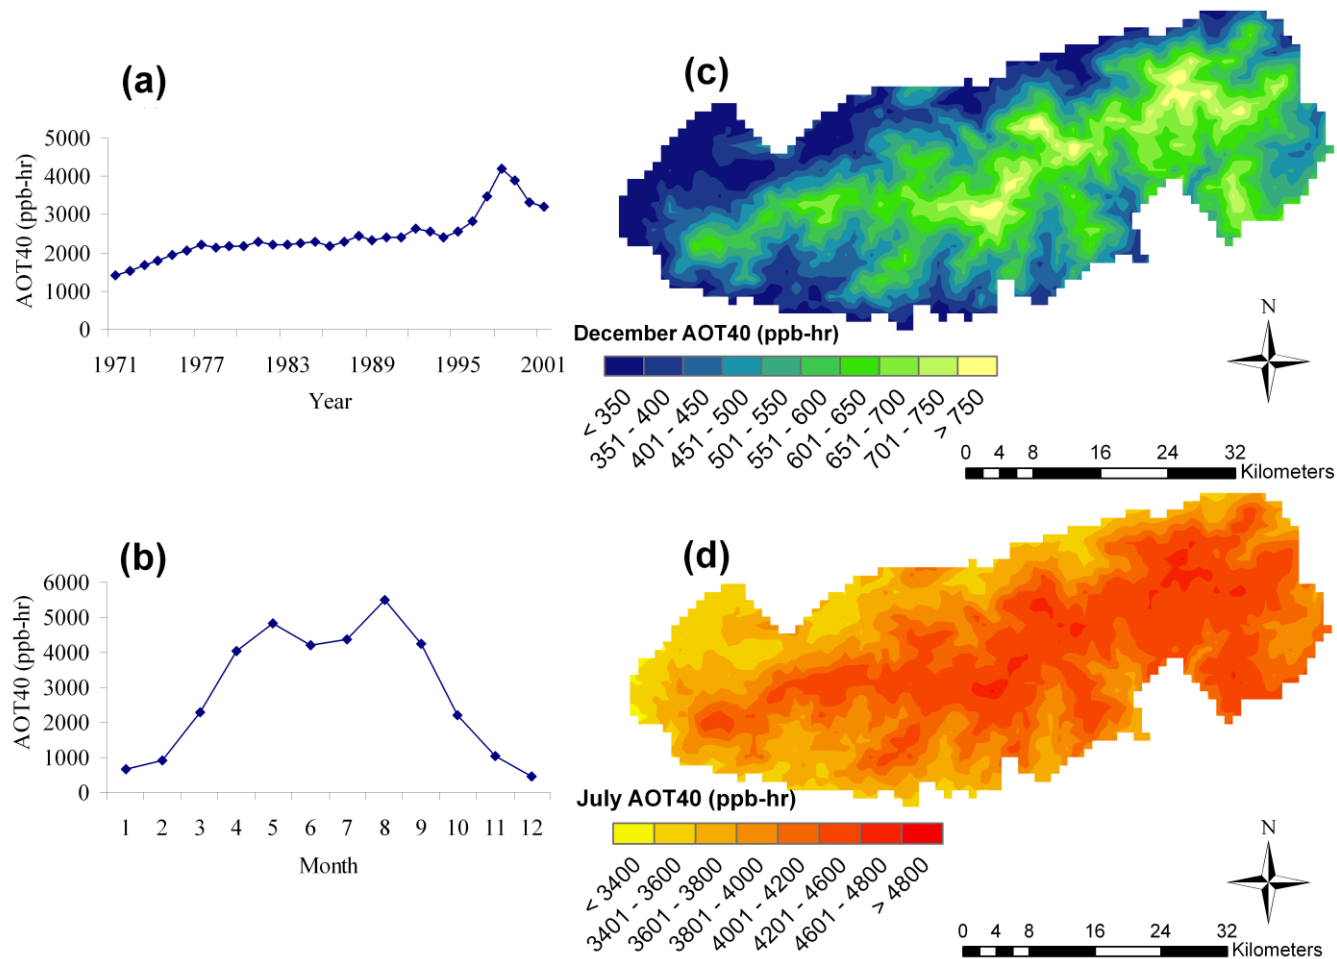 (a)
5000
4000
3000
2000
1000
0
AOT40 (ppb-hr)
1971 1977 1983 1989 1995 2001
Year
(c)
December AOT40 (ppb-hr)
< 350
351 - 400
401 - 450
451 - 500
501 - 550
551 - 600
601 - 650
651 - 700
701 - 750
> 750
N
0 4 8 16 24 32
Kilometers
(b)
6000
5000
4000
3000
2000
1000
0
AOT40 (ppb-hr)
1 2 3 4 5 6 7 8 9 10 11 12
Month
(d)
July AOT40 (ppb-hr)
< 3400
3401 - 3600
3601 - 3800
3801 - 4000
4001 - 4200
4201 - 4600
4601 - 4800
> 4800
N
0 4 8 16 24 32
Kilometers